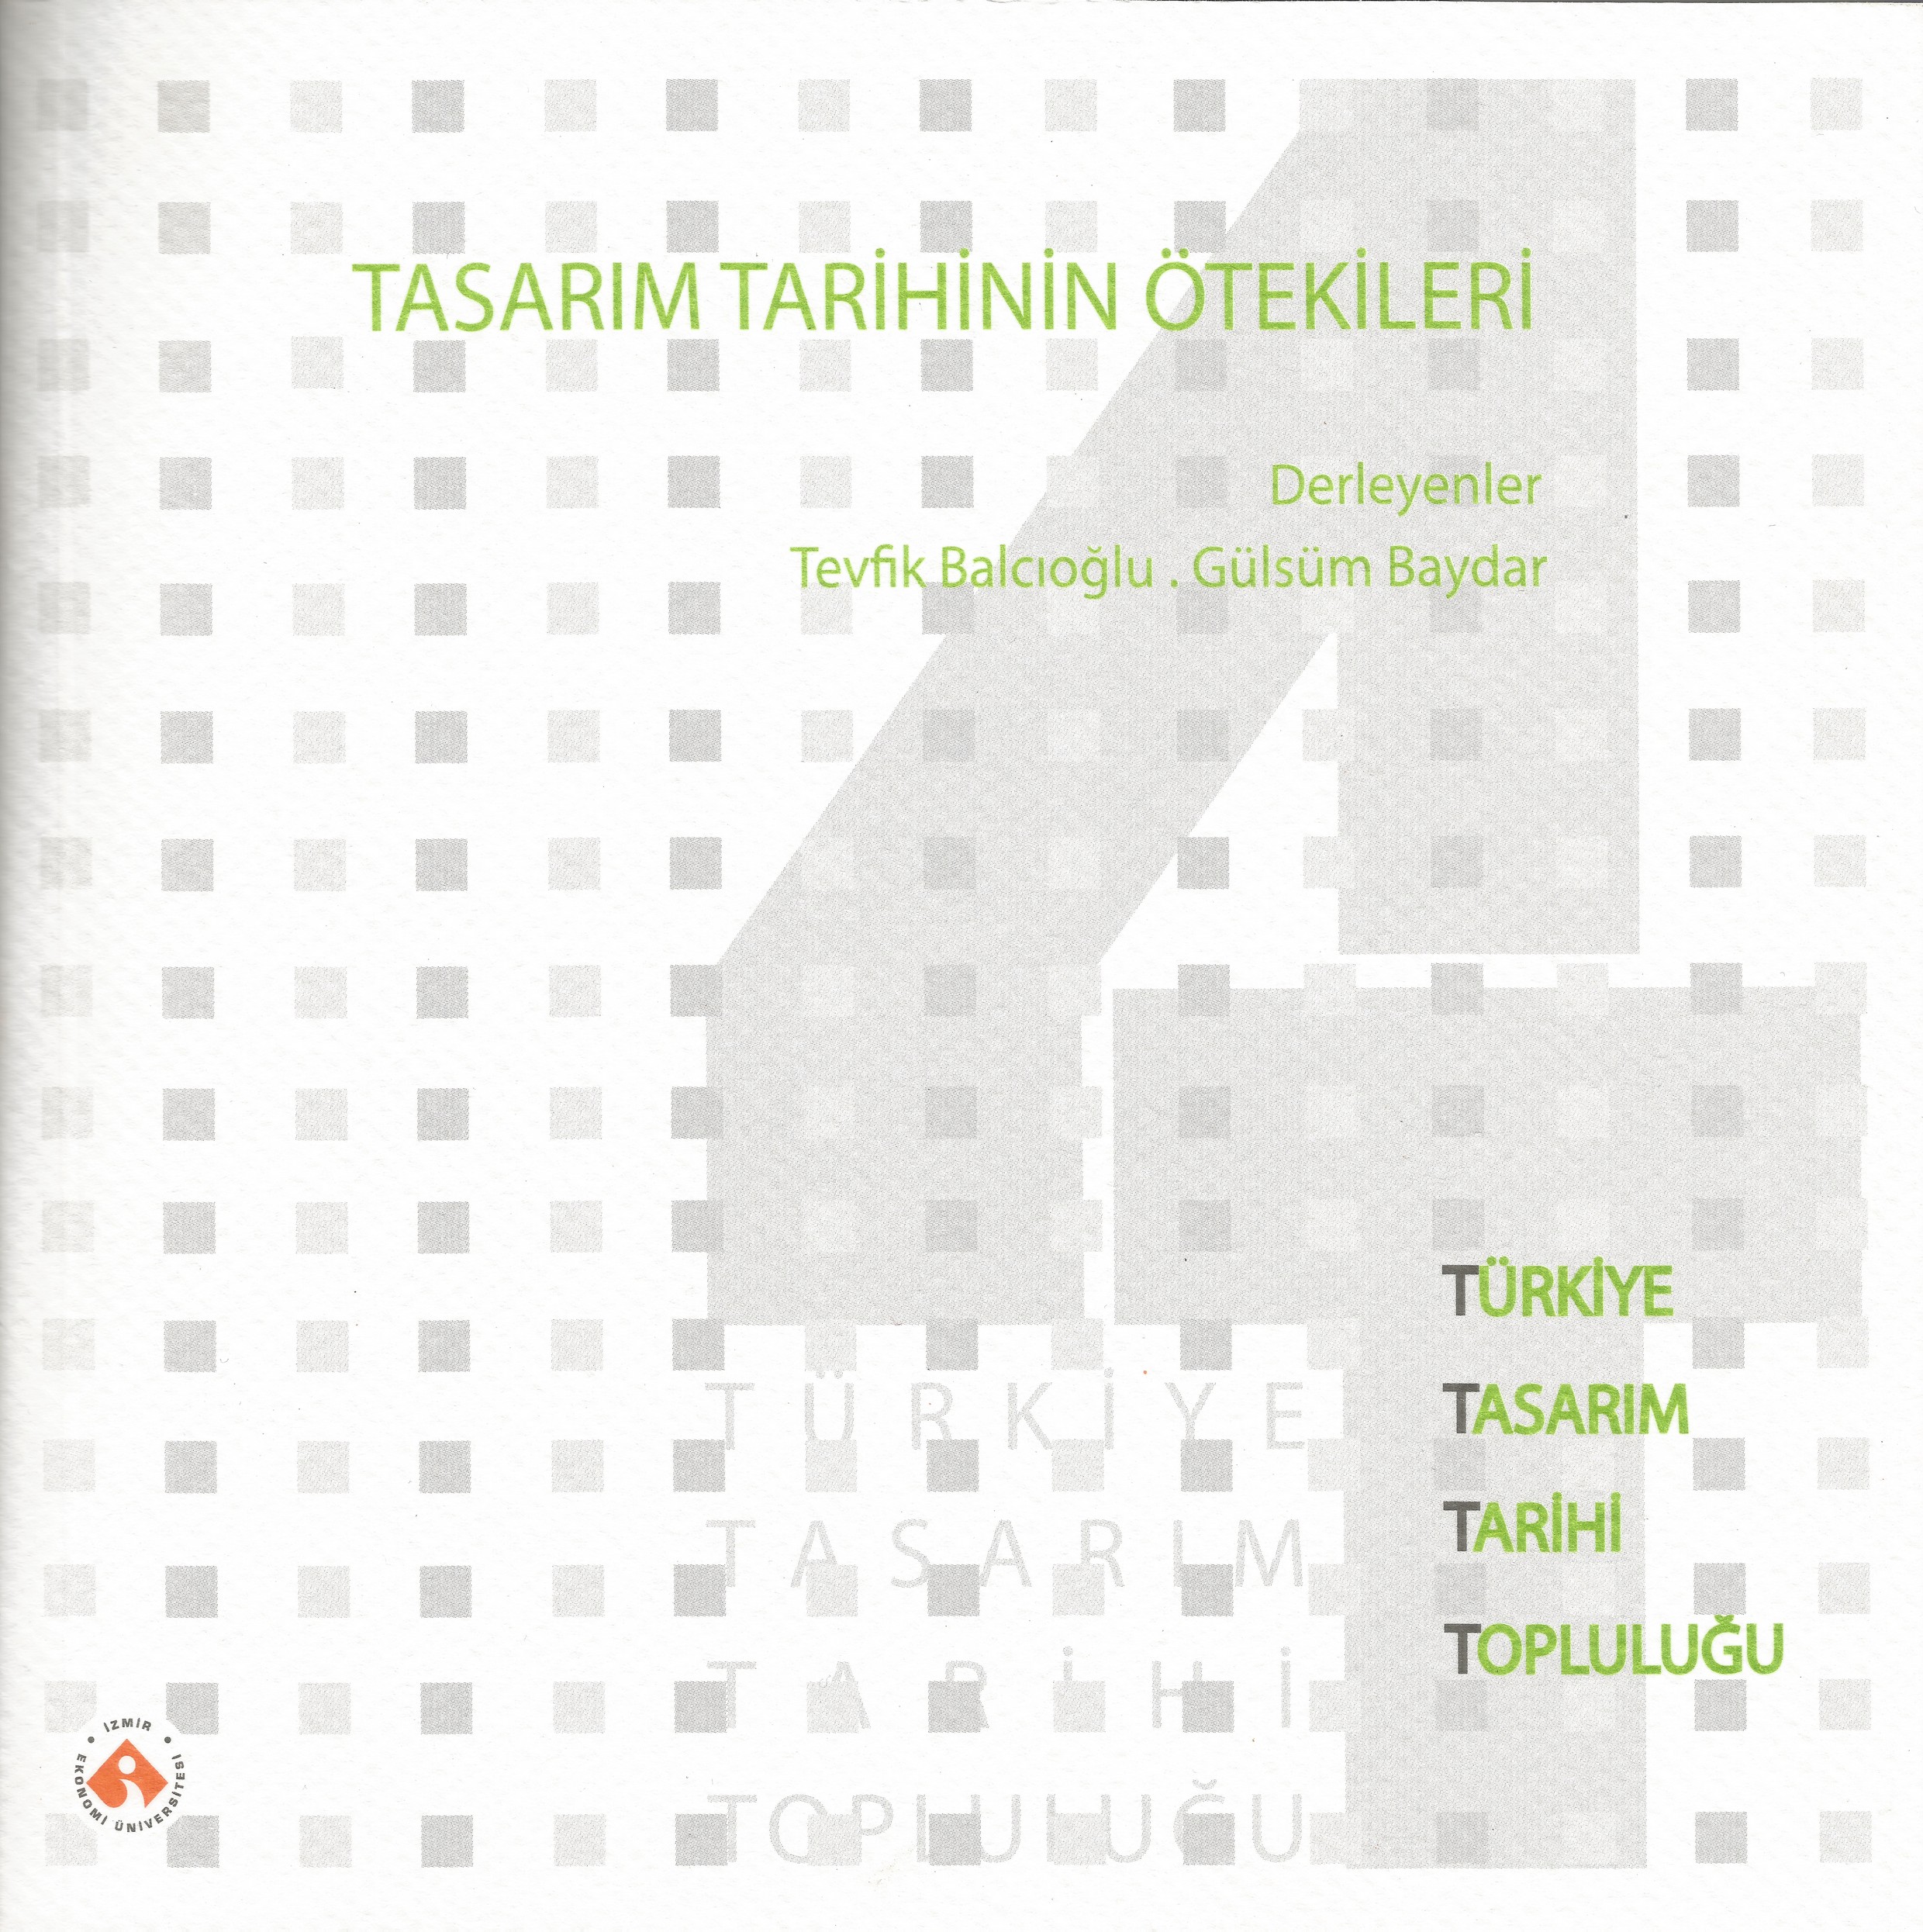 TASARIM TARİHİNİN ÖTEKİLERİ
Derleyenler
Tevfik Balcıoğlu . Gülsüm Baydar
4
TÜRKİYE
TASARIM
TARİHİ
TOPLULUĞU
TÜRKİYE
TASARIM
TARİHİ
TOPLULUĞU
İZMİR
EKONOMİ ÜNİVERSİTESİ